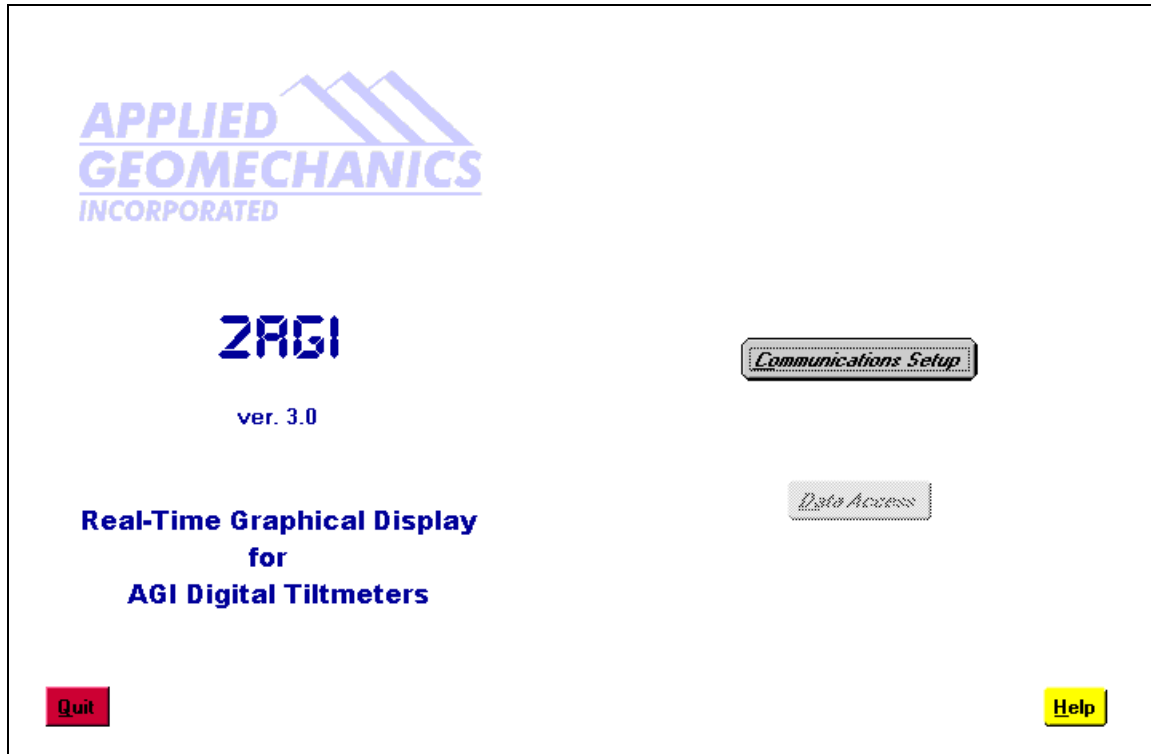 APPLIED
GEOMECHANICS
INCORPORATED
ZAGI
ver. 3.0
Real-Time Graphical Display
for
AGI Digital Tiltmeters
Communications Setup
Data Access
Quit
Help